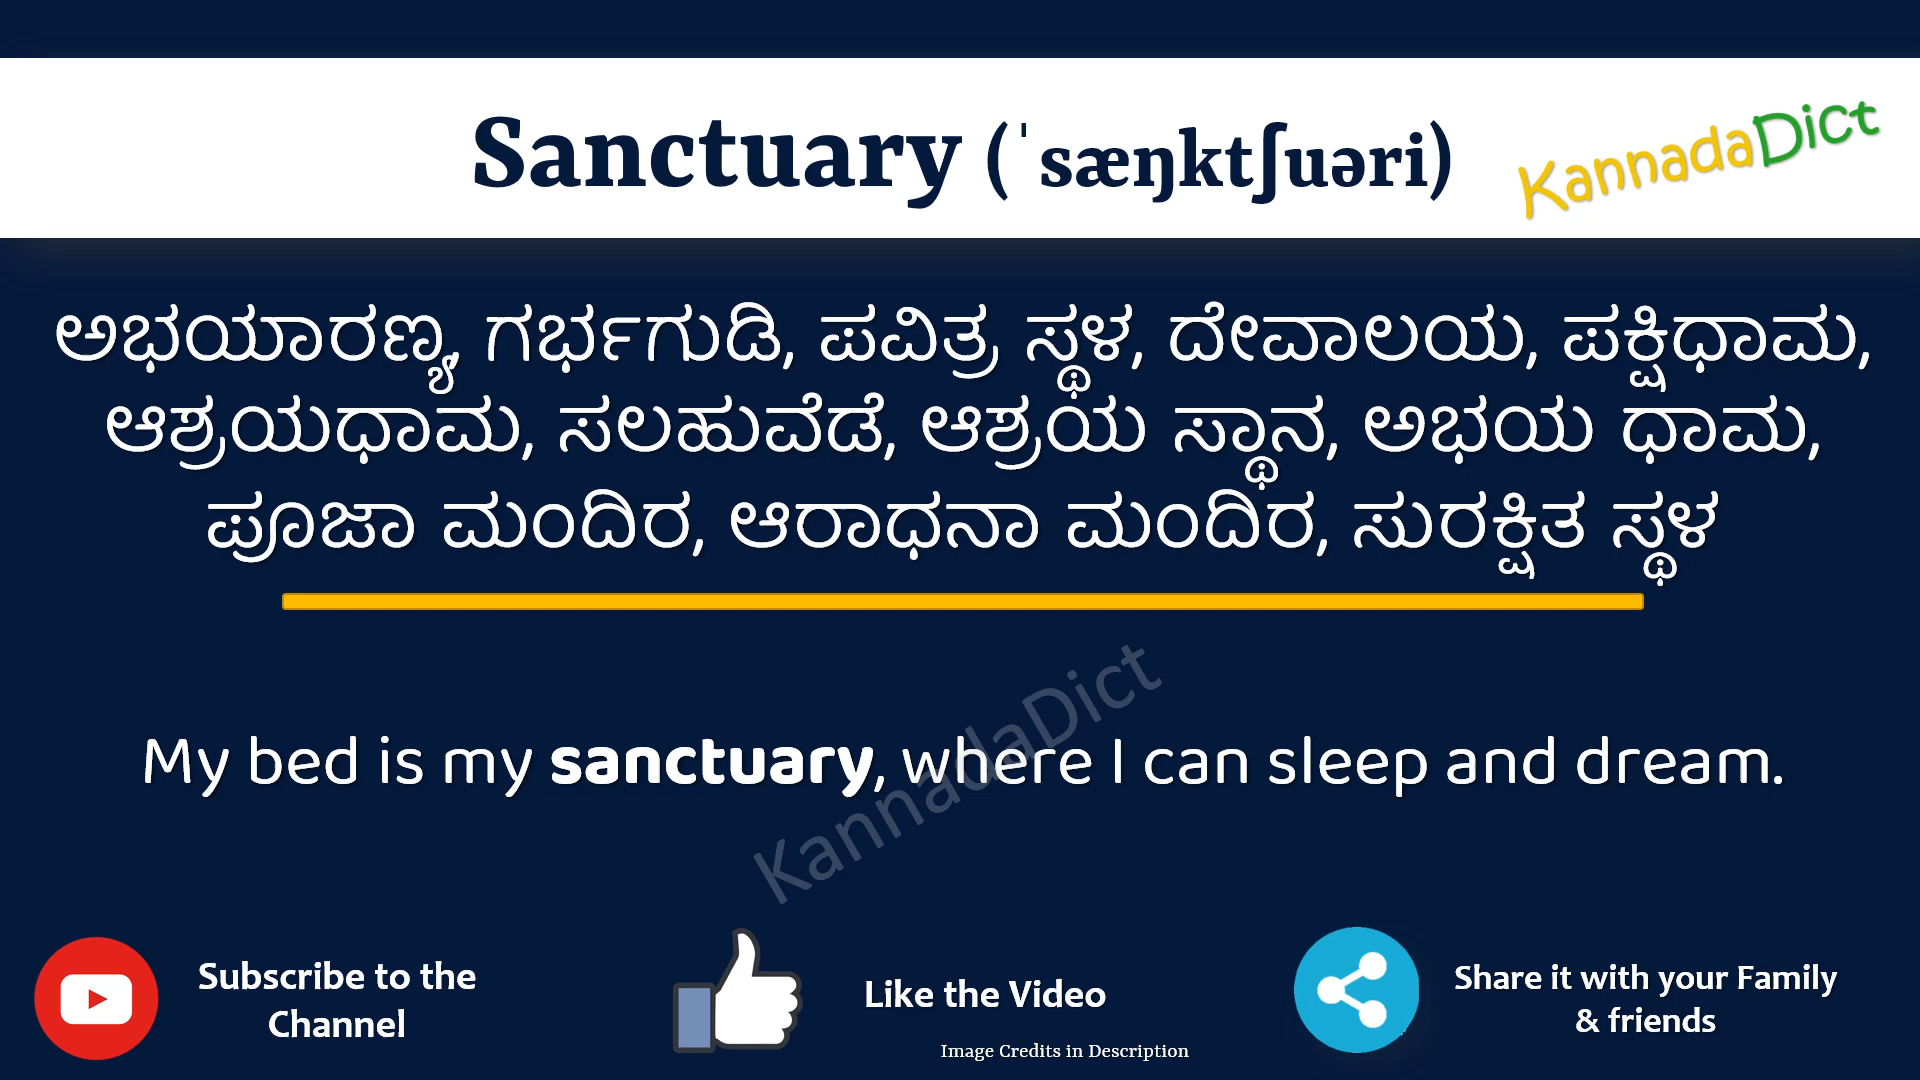 Sanctuary (ˈsæŋktʃuəri)
KannadaDict
ಅಭಯಾರಣ್ಯ, ಗರ್ಭಗುಡಿ, ಪವಿತ್ರ ಸ್ಥಳ, ದೇವಾಲಯ, ಪಕ್ಷಿಧಾಮ,
ಆಶ್ರಯಧಾಮ, ಸಲಹುವೆಡೆ, ಆಶ್ರಯ ಸ್ಥಾನ, ಅಭಯ ಧಾಮ,
ಪೂಜಾ ಮಂದಿರ, ಆರಾಧನಾ ಮಂದಿರ, ಸುರಕ್ಷಿತ ಸ್ಥಳ
My bed is my sanctuary, where I can sleep and dream.
KannadaDict
Subscribe to the
Channel
Like the Video
Share it with your Family
& friends
Image Credits in Description